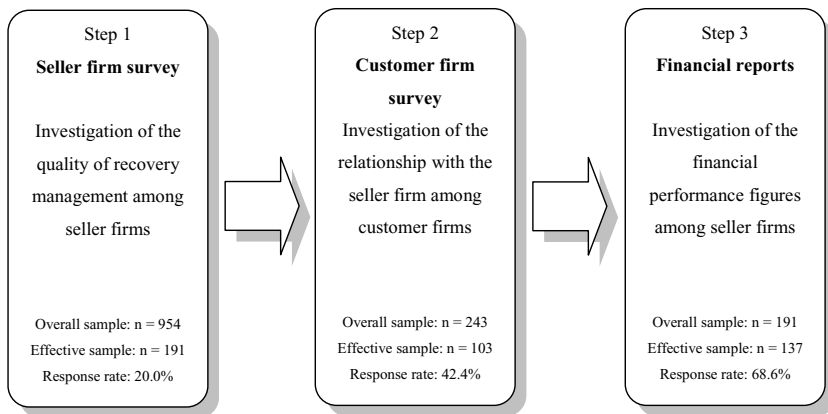 Step 1
Seller firm survey
Investigation of the
quality of recovery
management among
seller firms
Overall sample: n = 954
Effective sample: n = 191
Response rate: 20.0%
Step 2
Customer firm
survey
Investigation of the
relationship with the
seller firm among
customer firms
Overall sample: n = 243
Effective sample: n = 103
Response rate: 42.4%
Step 3
Financial reports
Investigation of the
financial
performance figures
among seller firms
Overall sample: n = 191
Effective sample: n = 137
Response rate: 68.6%